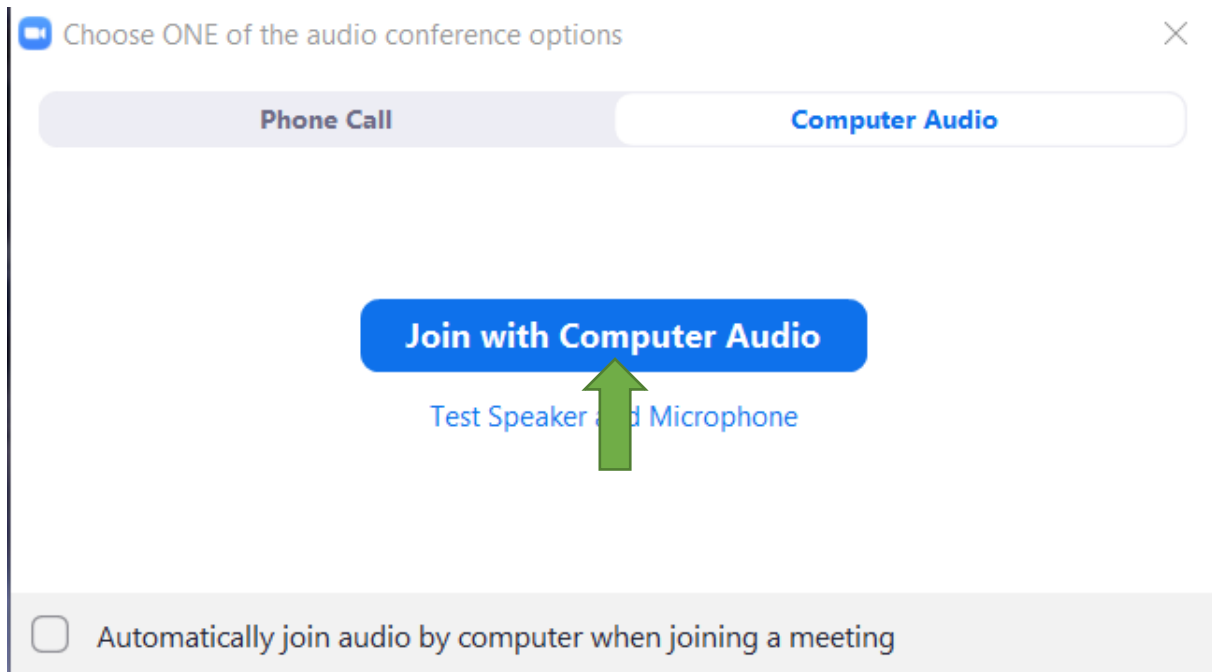 Choose ONE of the audio conference options
Phone Call
Computer Audio
Join with Computer Audio
Test Speaker and Microphone
Automatically join audio by computer when joining a meeting